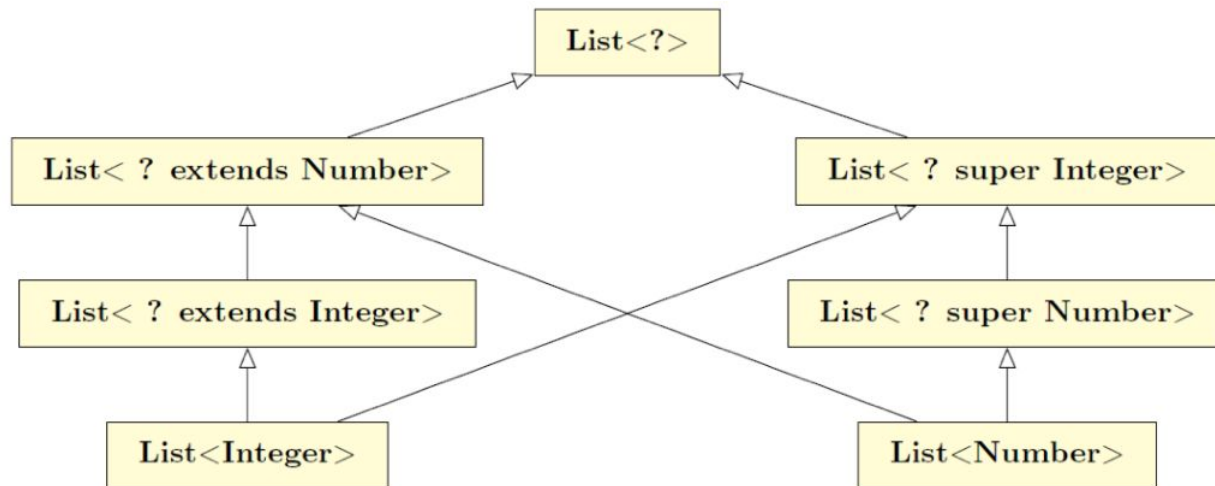 List<?>
List< ? extends Number>
List< ? super Integer>
List< ? extends Integer>
List< ? super Number>
List<Integer>
List<Number>